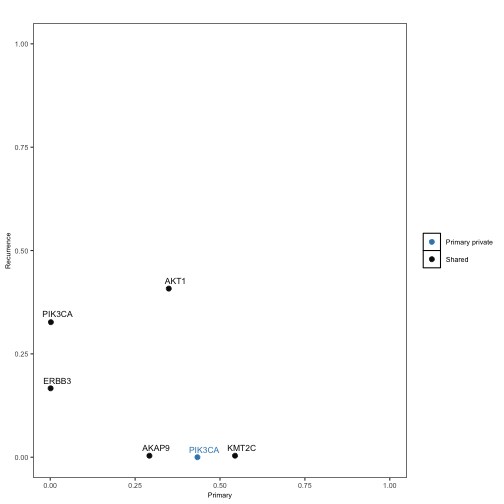 1.00
0.75
0.50
0.25
0.00
Recurrence
AKT1
PIK3CA
ERBB3
AKAP9
PIK3CA
KMT2C
0.00
0.25
0.50
0.75
1.00
Primary
Primary private
Shared